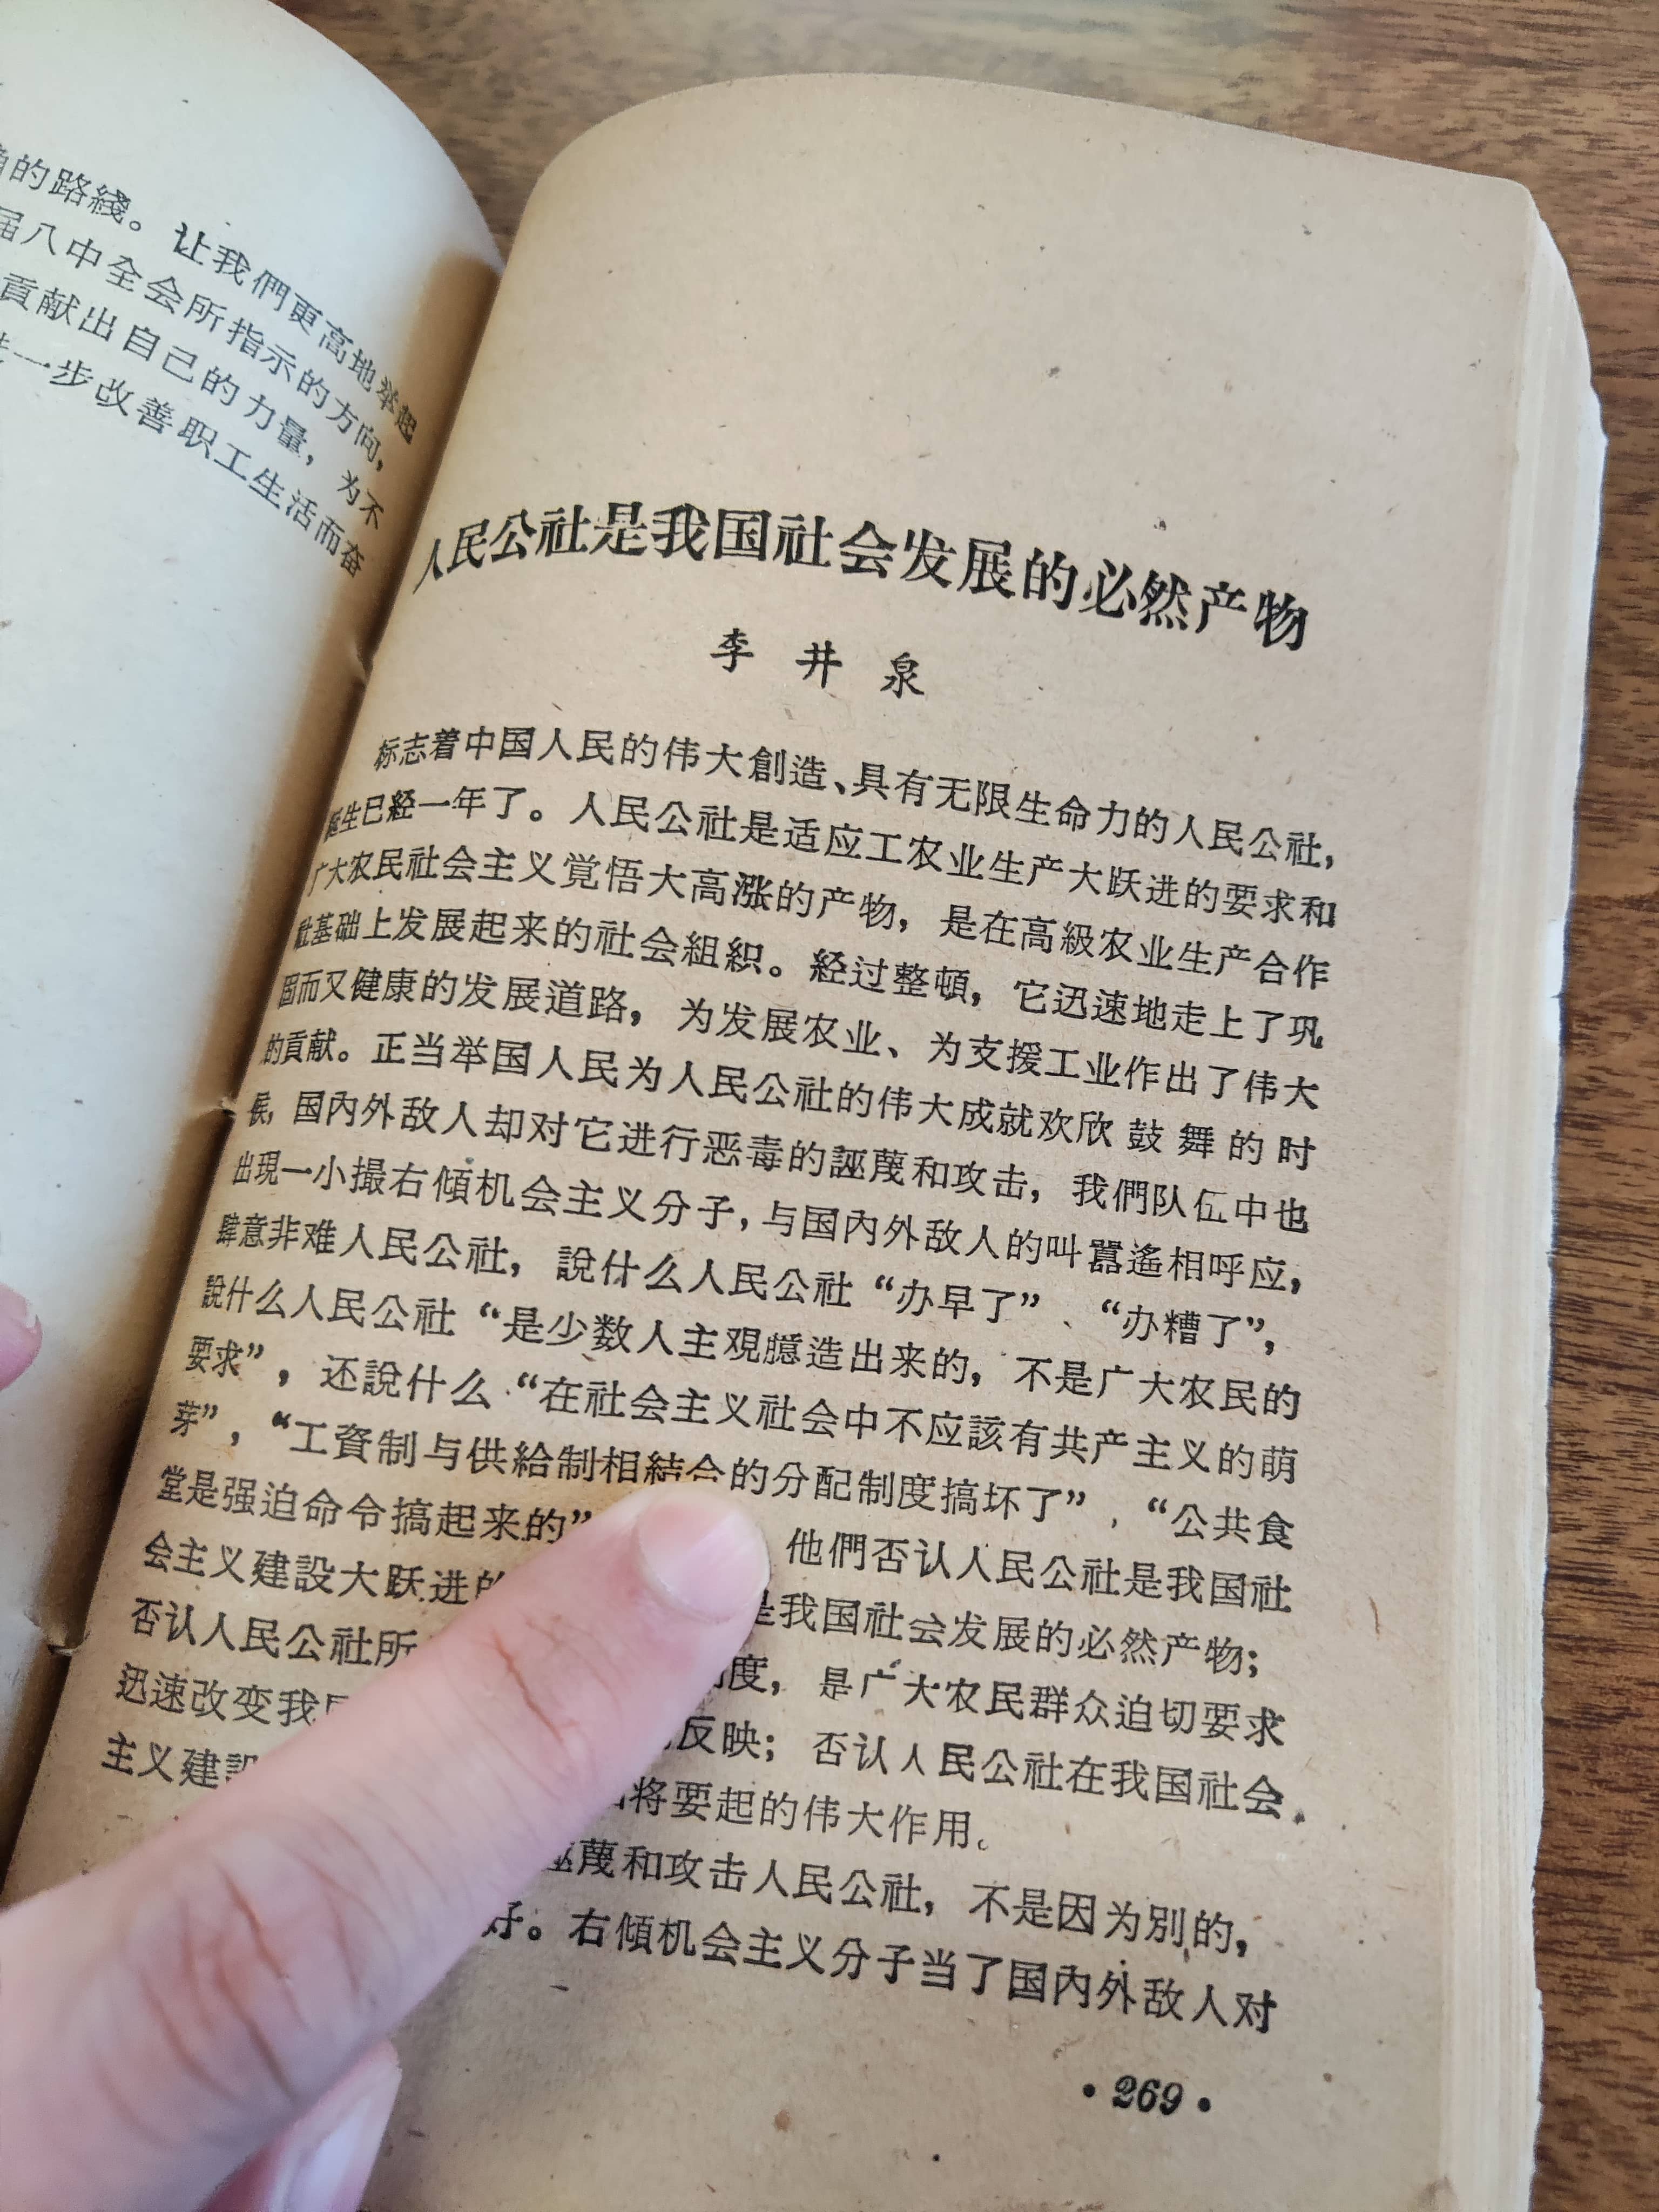 的路綫。让我們更高地举起
届八中全会所指示的方向,
貢献出自己的力量，为不
一步改善职工生活而奋
人民公社是我国社会发展的必然产物
李井泉
标志着中国人民的伟大創造、具有无限生命力的人民公社,
誕生已經一年了。人民公社是适应工农业生产大跃进的要求和
广大农民社会主义覚悟大高涨的产物，是在高級农业生产合作
社基础上发展起来的社会組织。經过整頓，它迅速地走上了巩
固而又健康的发展道路，为发展农业、为支援工业作出了伟大
的貢献。正当举国人民为人民公社的伟大成就欢欣鼓舞的时
候，国內外敌人却对它进行恶毒的誣蔑和攻击，我們队伍中也
出現一小撮右傾机会主义分子，与国內外敌人的叫嚣遙相呼应,
肆意非难人民公社，說什么人民公社“办早了”、“办糟了”,
說什么人民公社“是少数人主观臆造出来的，不是广大农民的
要求”，还說什么“在社会主义社会中不应該有共产主义的萌
芽”，“工資制与供給制相結合的分配制度搞坏了”，“公共食
堂是强迫命令搞起来的” 他們否认人民公社是我国社
会主义建設大跃进的 是我国社会发展的必然产物;
否认人民公社所 度，是广大农民群众迫切要求
迅速改变我 反映；否认人民公社在我国社会
主义建設 将要起的伟大作用。
誣蔑和攻击人民公社，不是因为別的,
好。右傾机会主义分子当了国內外敌人对
·269·